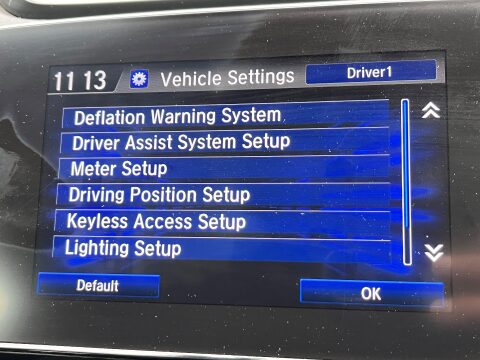 11 13 Vehicle Settings Driver1
Deflation Warning System
Driver Assist System Setup
Meter Setup
Driving Position Setup
Keyless Access Setup
Lighting Setup
Default OK